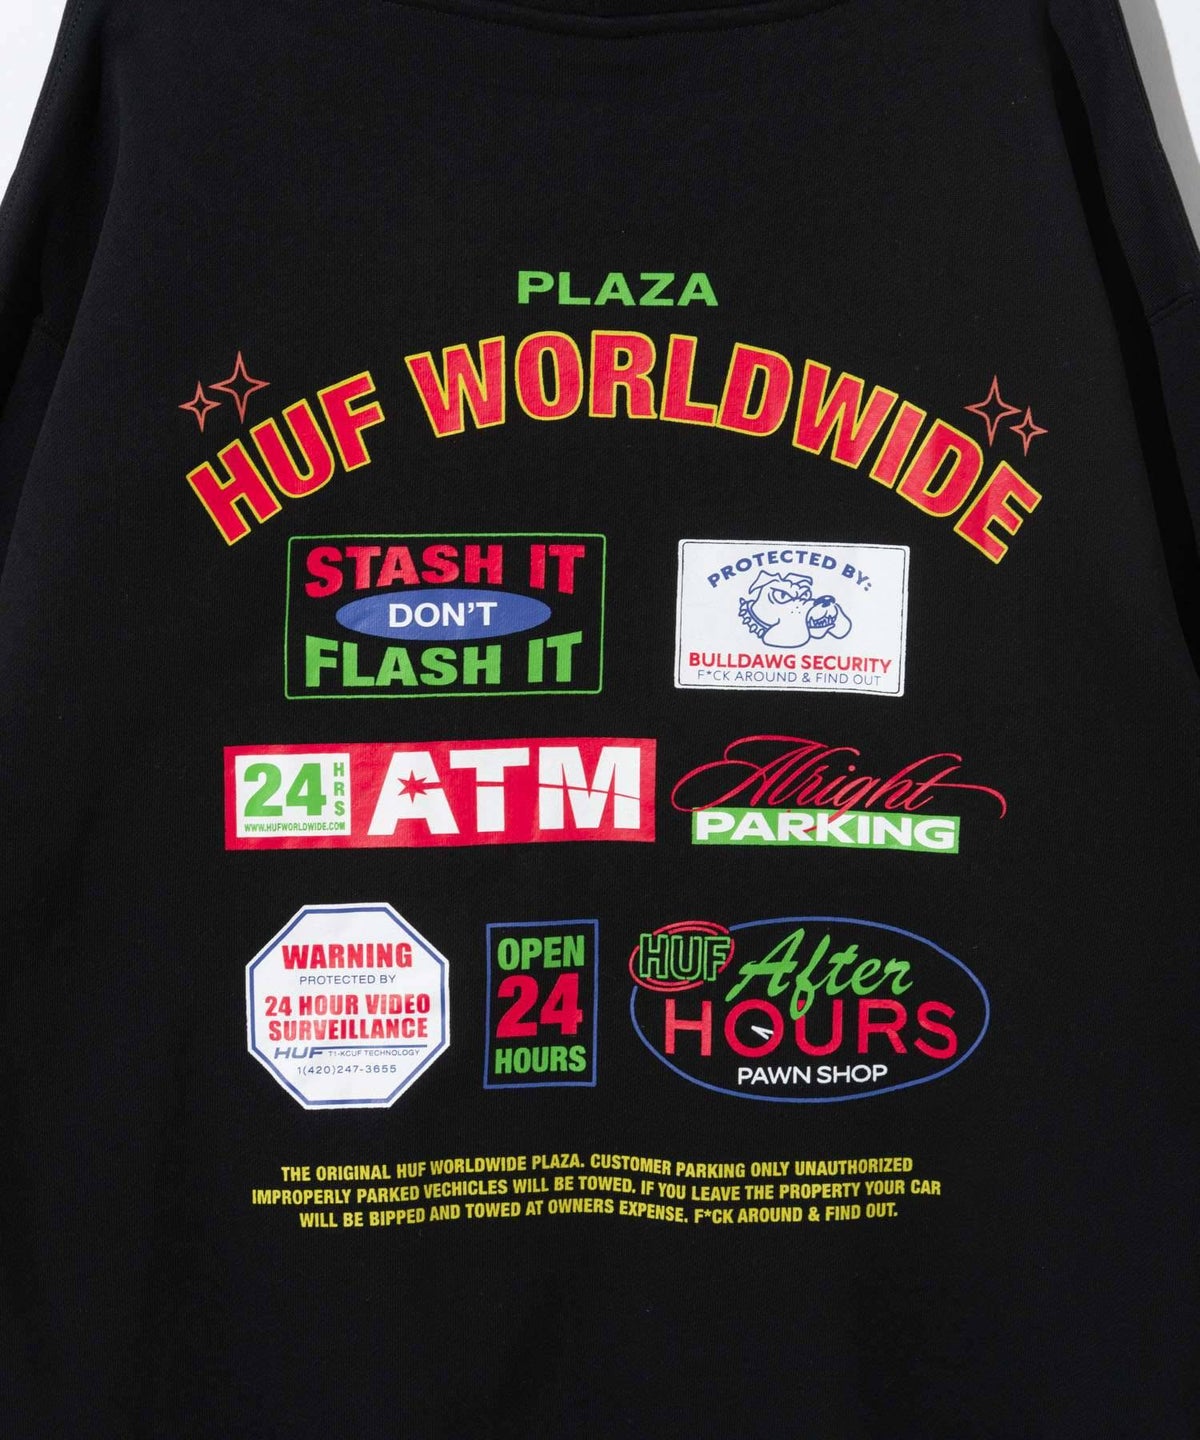 PLAZA
HUF WORLDWIDE
STASH IT
DON'T
FLASH IT
PROTECTED BY:
BULLDAWG SECURITY
F*CK AROUND & FIND OUT
24 HRS
WWW.HUFWORLDWIDE.COM
ATM
Alright
PARKING
WARNING
PROTECTED BY
24 HOUR VIDEO
SURVEILLANCE
HUF T1-KCUF TECHNOLOGY
1(420)247-3655
OPEN
24
HOURS
HUF After
HOURS
PAWN SHOP
THE ORIGINAL HUF WORLDWIDE PLAZA. CUSTOMER PARKING ONLY UNAUTHORIZED
IMPROPERLY PARKED VECHICLES WILL BE TOWED. IF YOU LEAVE THE PROPERTY YOUR CAR
WILL BE BIPPED AND TOWED AT OWNERS EXPENSE. F*CK AROUND & FIND OUT.